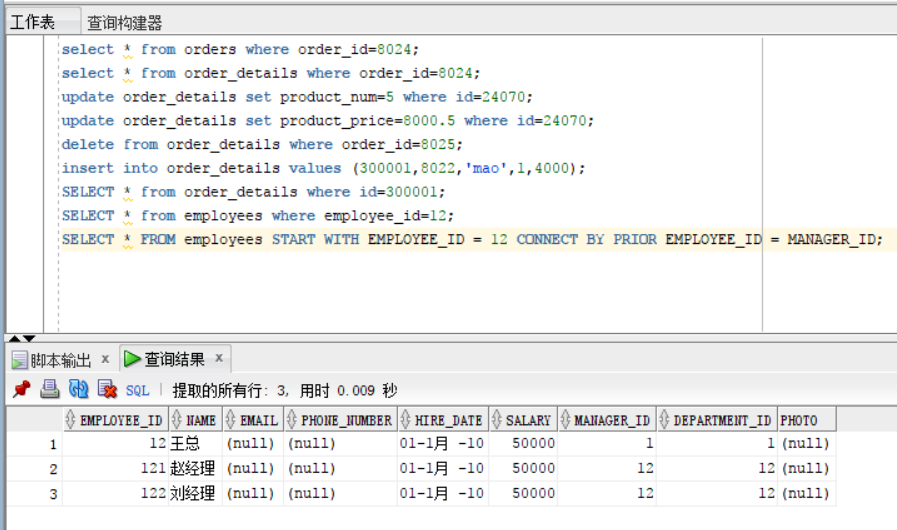 工作表 查询构建器
select * from orders where order_id=8024;
select * from order_details where order_id=8024;
update order_details set product_num=5 where id=24070;
update order_details set product_price=8000.5 where id=24070;
delete from order_details where order_id=8025;
insert into order_details values (300001,8022,'mao',1,4000);
SELECT * from order_details where id=300001;
SELECT * from employees where employee_id=12;
SELECT * FROM employees START WITH EMPLOYEE_ID = 12 CONNECT BY PRIOR EMPLOYEE_ID = MANAGER_ID;
脚本输出 x 查询结果 x
SQL | 提取的所有行: 3, 用时 0.009 秒
EMPLOYEE_ID NAME EMAIL PHONE_NUMBER HIRE_DATE SALARY MANAGER_ID DEPARTMENT_ID PHOTO
1 12 王总 (null) (null) 01-1月 -10 50000 1 1 (null)
2 121 赵经理 (null) (null) 01-1月 -10 50000 12 12 (null)
3 122 刘经理 (null) (null) 01-1月 -10 50000 12 12 (null)